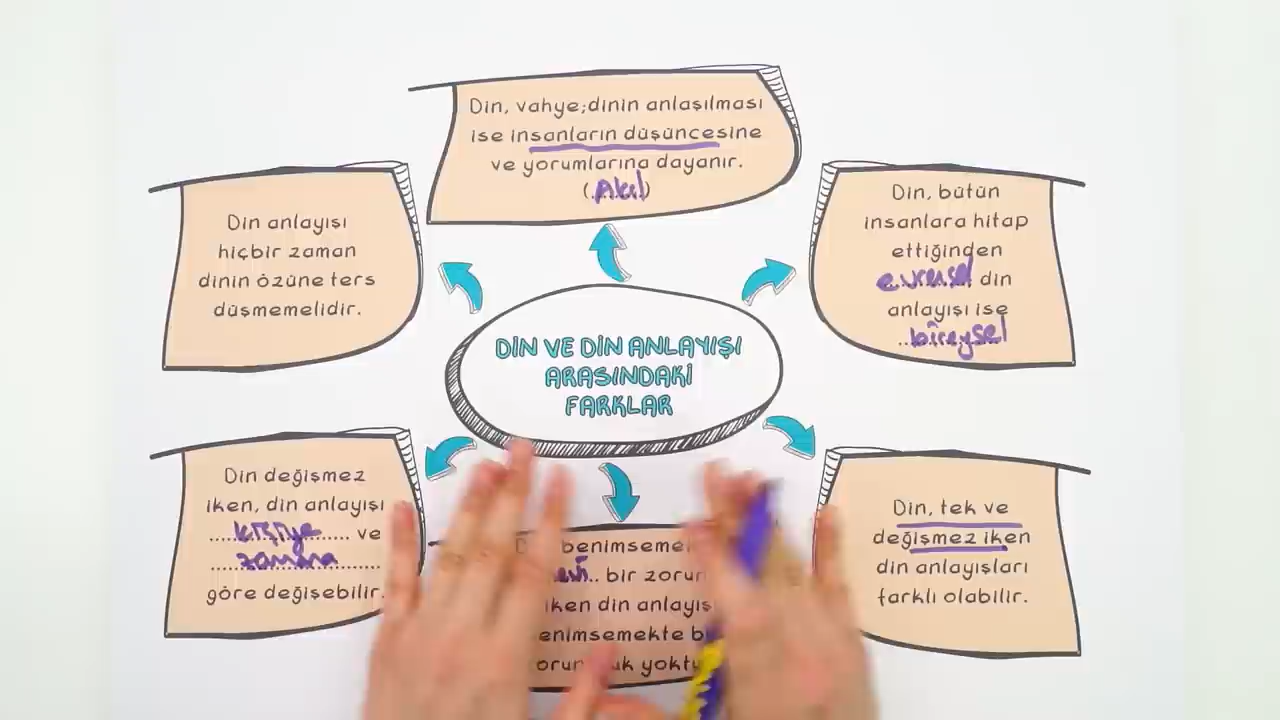 Din, vahye;dinin anlaşılması
ise insanların düşüncesine
ve yorumlarına dayanır.
(Akıl)
Din anlayışı
hiçbir zaman
dinin özüne ters
düşmemelidir.
Din, bütün
insanlara hitap
ettiğinden
evrensel din
anlayışı ise
..bireysel
DİN VE DİN ANLAYIŞI
ARASINDAKİ
FARKLAR
Din değişmez
iken, din anlayışı
....kişiye...... ve
......zamana........
göre değişebilir.
benimseme
.. bir zorun
iken din anlayış
enimsemekte b
yoktu
Din, tek ve
değişmez iken
din anlayışları
farklı olabilir.